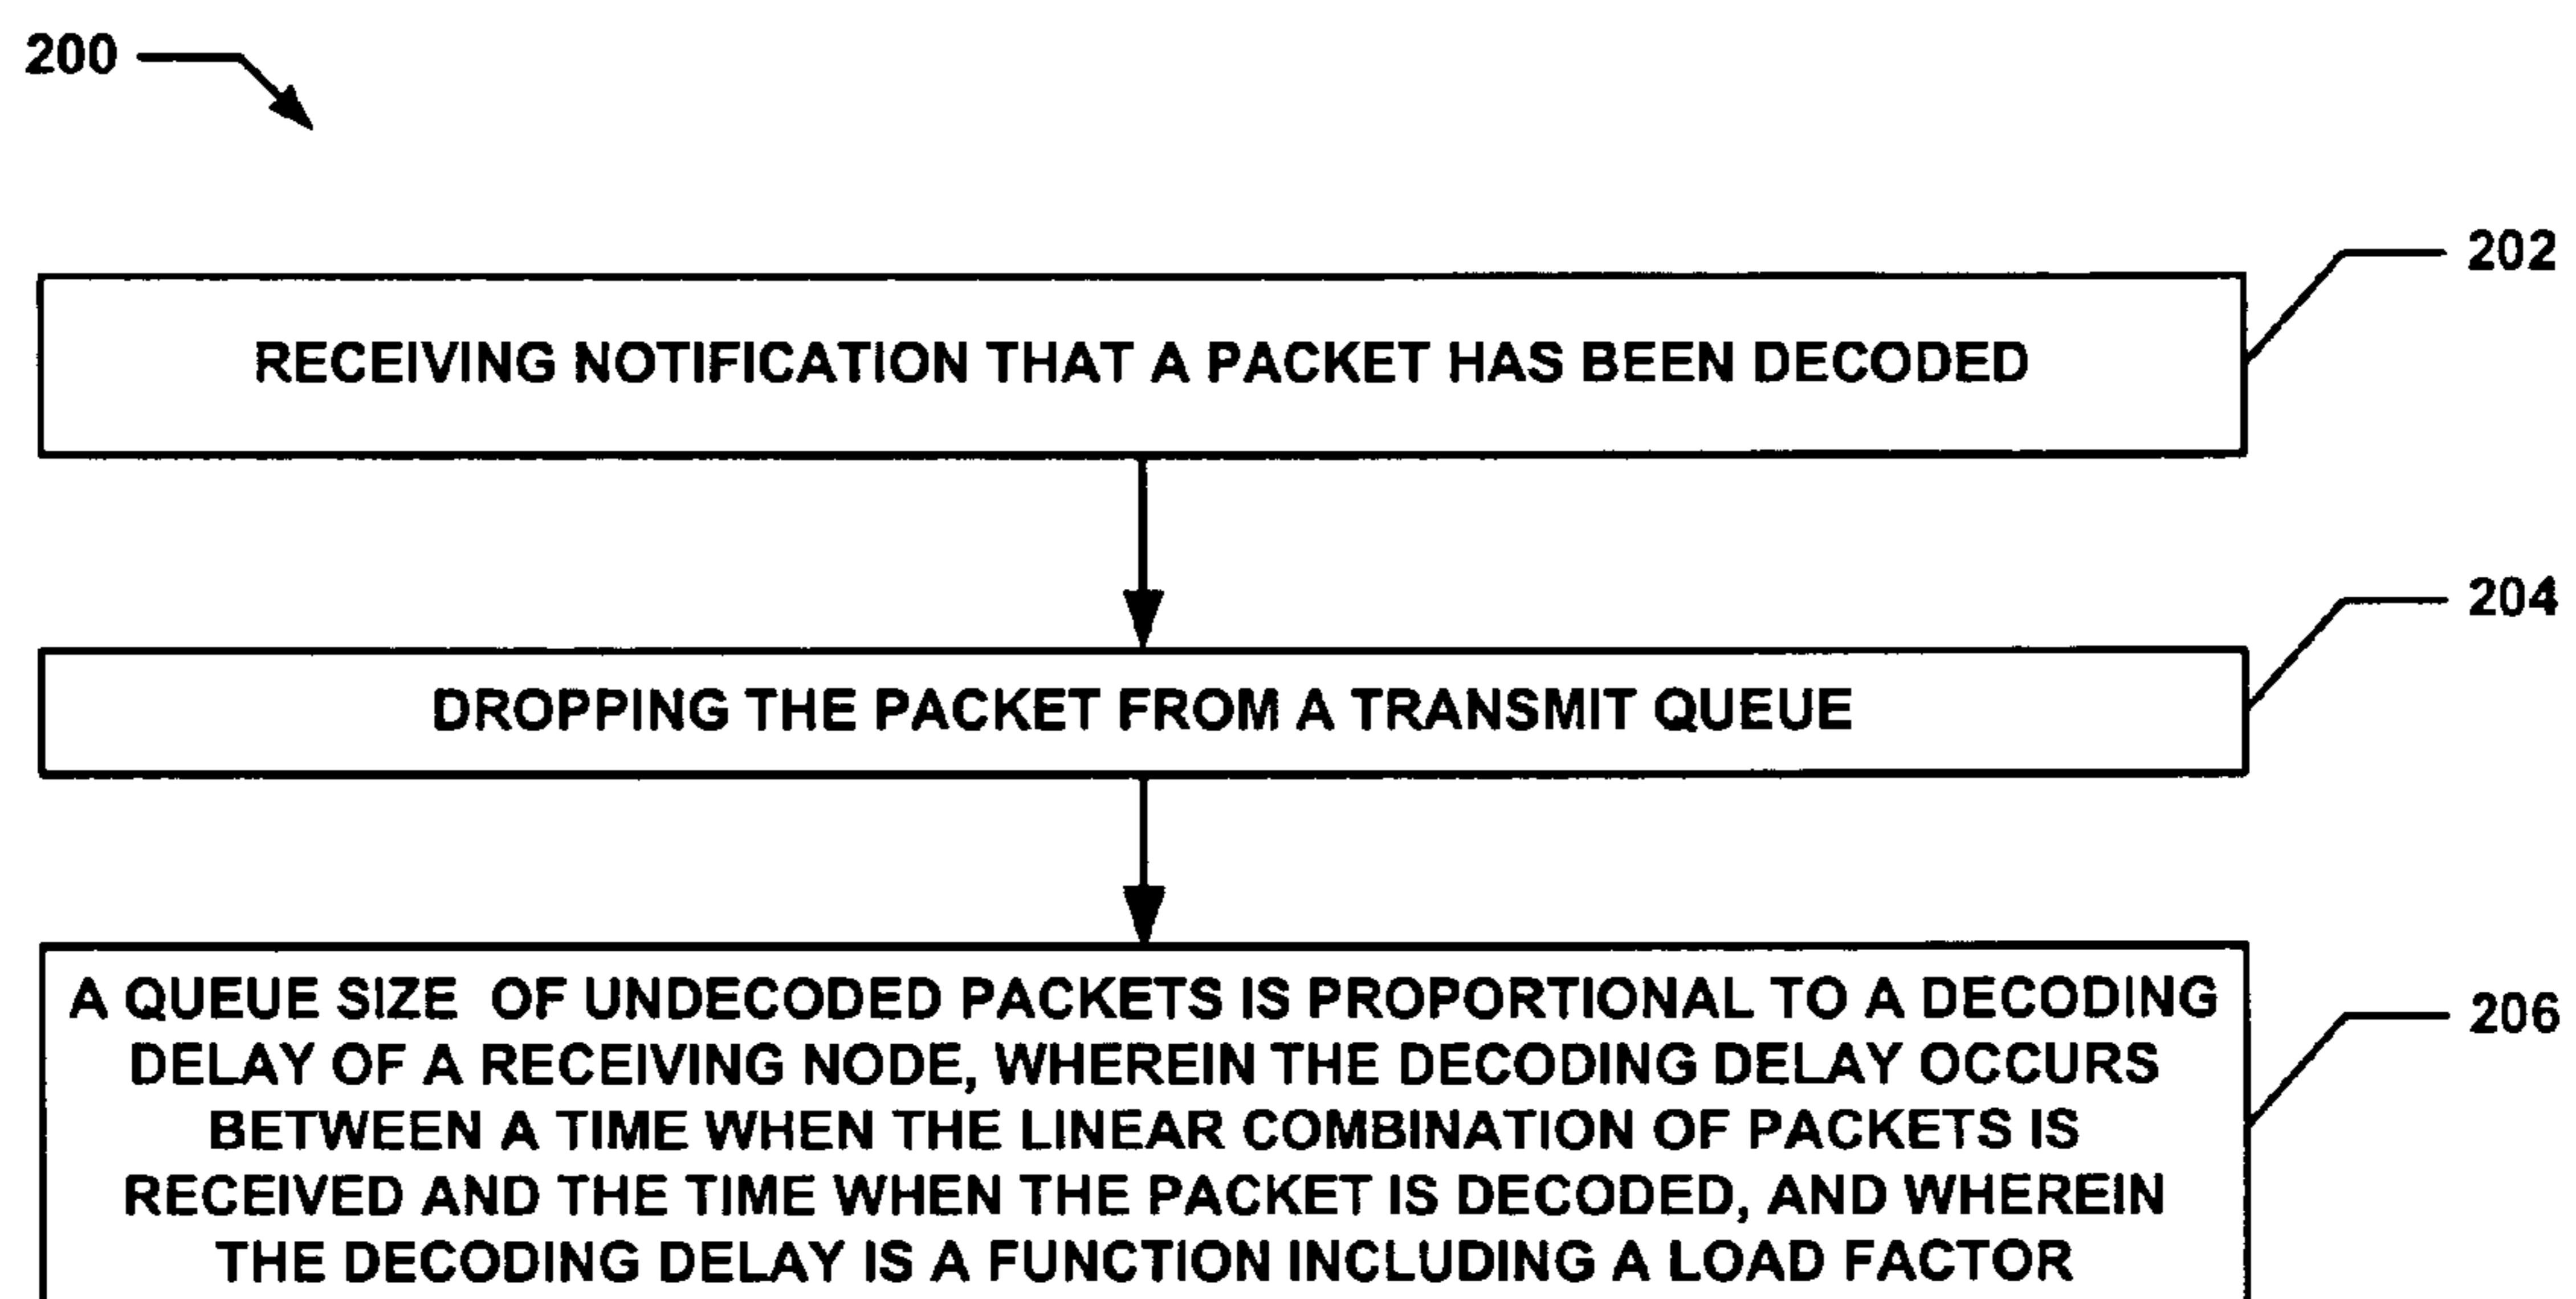 200
202
RECEIVING NOTIFICATION THAT A PACKET HAS BEEN DECODED
204
DROPPING THE PACKET FROM A TRANSMIT QUEUE
A QUEUE SIZE OF UNDECODED PACKETS IS PROPORTIONAL TO A DECODING
206
DELAY OF A RECEIVING NODE, WHEREIN THE DECODING DELAY OCCURS
BETWEEN A TIME WHEN THE LINEAR COMBINATION OF PACKETS IS
RECEIVED AND THE TIME WHEN THE PACKET IS DECODED, AND WHEREIN
THE DECODING DELAY IS A FUNCTION INCLUDING A LOAD FACTOR